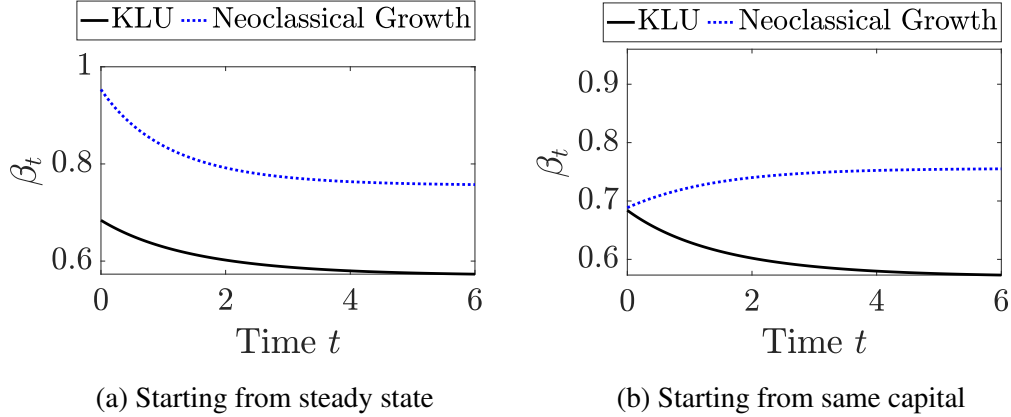 KLU Neoclassical Growth
1
0.8
0.6
β_t
0 2 4 6
Time t
(a) Starting from steady state
KLU Neoclassical Growth
0.9
0.8
0.7
0.6
β_t
0 2 4 6
Time t
(b) Starting from same capital